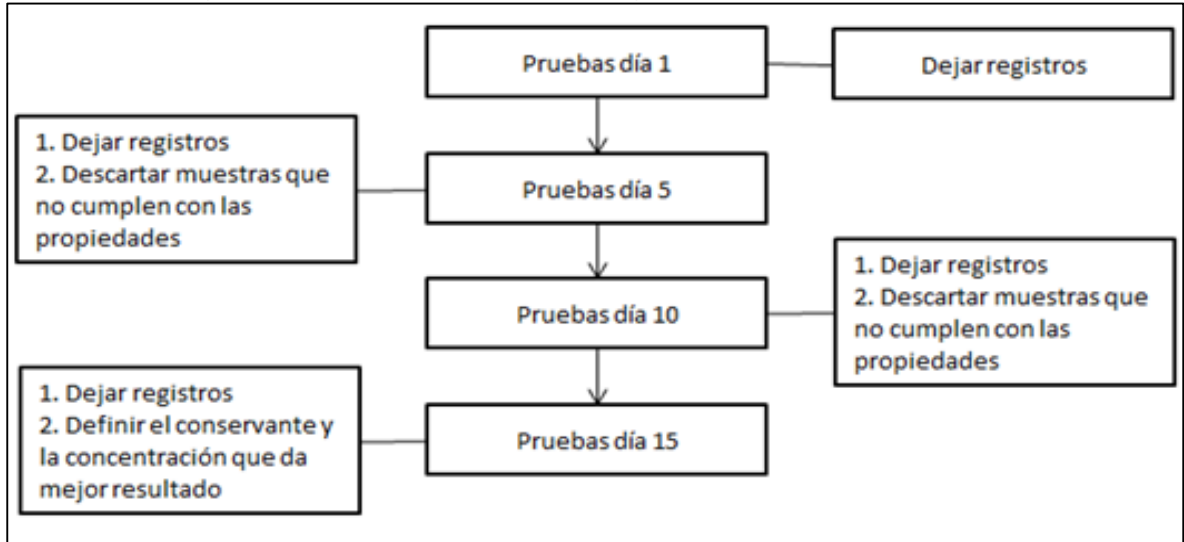 Pruebas día 1
Dejar registros
1. Dejar registros
2. Descartar muestras que
no cumplen con las
propiedades
Pruebas día 5
Pruebas día 10
1. Dejar registros
2. Descartar muestras que
no cumplen con las
propiedades
1. Dejar registros
2. Definir el conservante y
la concentración que da
mejor resultado
Pruebas día 15